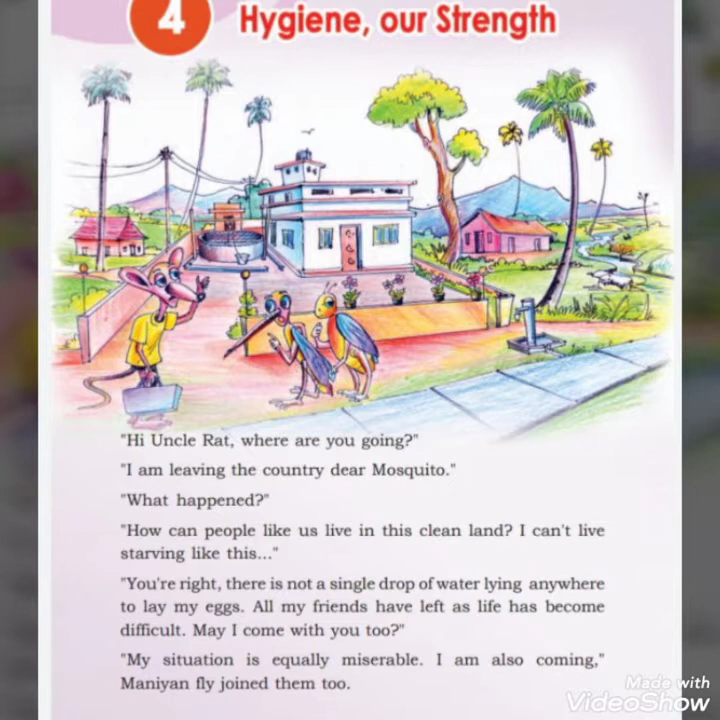 4
Hygiene, our Strength
"Hi Uncle Rat, where are you going?"
"I am leaving the country dear Mosquito."
"What happened?"
"How can people like us live in this clean land? I can't live
starving like this..."
"You're right, there is not a single drop of water lying anywhere
to lay my eggs. All my friends have left as life has become
difficult. May I come with you too?"
"My situation is equally miserable. I am also coming,"
Maniyan fly joined them too.
Made with
VideoShow